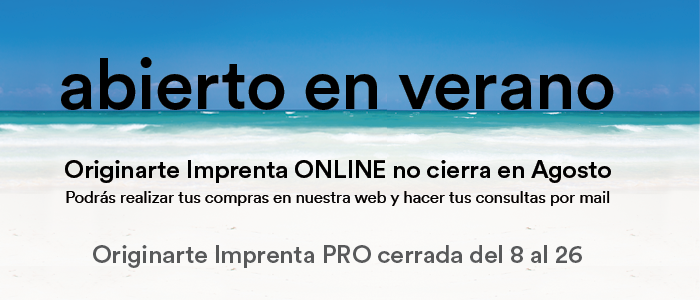 abierto en verano
Originarte Imprenta ONLINE no cierra en Agosto
Podrás realizar tus compras en nuestra web y hacer tus consultas por mail
Originarte Imprenta PRO cerrada del 8 al 26